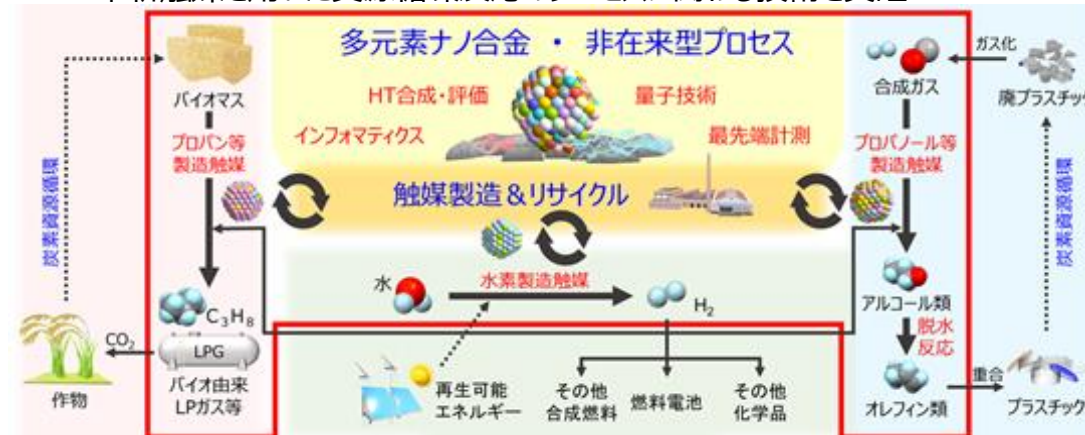 多元素ナノ合金 ・ 非在来型プロセス
HT合成・評価
量子技術
インフォマティクス
最先端計測
触媒製造&リサイクル
バイオマス
プロパン等
製造触媒
炭素資源循環
C3H8
LPG
CO2
作物
バイオ由来
LPガス等
水
水素製造触媒
H2
再生可能
エネルギー
その他
合成燃料
燃料電池
その他
化学品
合成ガス
ガス化
廃プラスチック
プロパノール等
製造触媒
炭素資源循環
アルコール類
脱水
反応
オレフィン類
重合
プラスチック